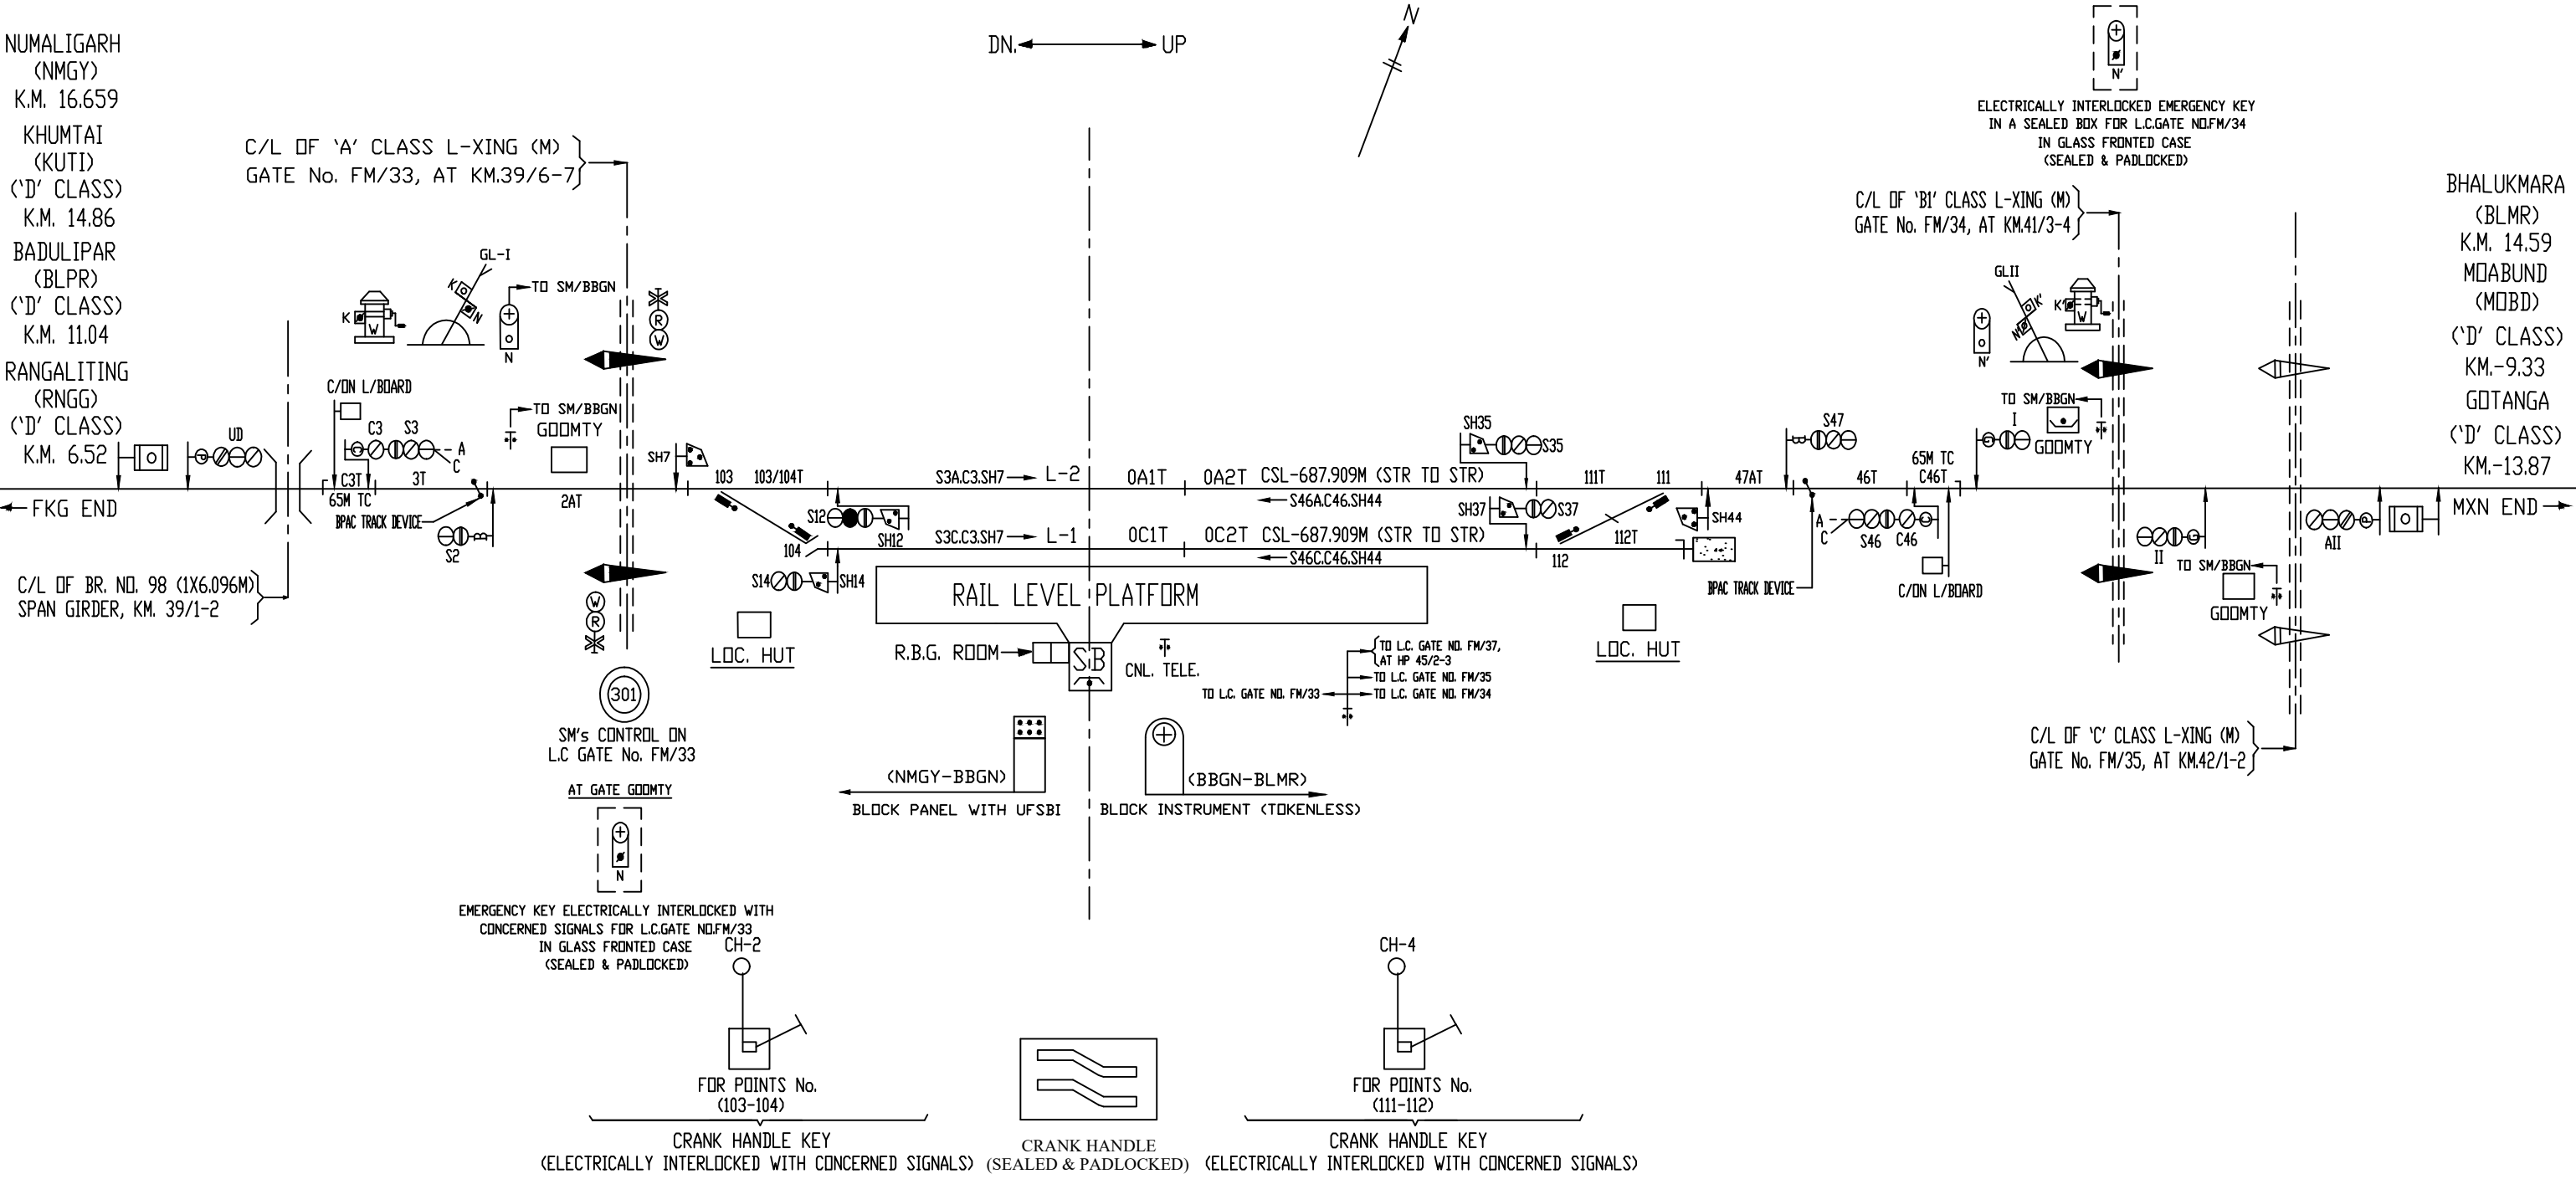 DN. UP
N
NUMALIGARH
(NMGY)
K.M. 16.659
KHUMTAI
(KUTI)
('D' CLASS)
K.M. 14.86
BADULIPAR
(BLPR)
('D' CLASS)
K.M. 11.04
RANGALITING
(RNGG)
('D' CLASS)
K.M. 6.52
FKG END
C/L OF 'A' CLASS L-XING (M)
GATE No. FM/33, AT KM.39/6-7
GL-I
K
N
K
W
N
TO SM/BBGN
R
W
C/ON L/BOARD
UD
C3 S3
A
C
TO SM/BBGN
GOOMTY
SH7
C3T
65M TC
3T
BPAC TRACK DEVICE
S2
2AT
103
103/104T
104
S12
SH12
S14
SH14
C/L OF BR. NO. 98 (1X6.096M)
SPAN GIRDER, KM. 39/1-2
W
R
LOC. HUT
S3A.C3.SH7
L-2
0A1T
0A2T
CSL-687.909M (STR TO STR)
S46A.C46.SH44
S3C.C3.SH7
L-1
0C1T
0C2T
CSL-687.909M (STR TO STR)
S46C.C46.SH44
RAIL LEVEL PLATFORM
R.B.G. ROOM
SB
CNL. TELE.
TO L.C. GATE NO. FM/37,
AT HP 45/2-3
TO L.C. GATE NO. FM/35
TO L.C. GATE NO. FM/33
TO L.C. GATE NO. FM/34
SH35
S35
SH37
S37
111T
111
112
112T
47AT
SH44
S47
BPAC TRACK DEVICE
46T
65M TC
C46T
A
C
S46
C46
C/ON L/BOARD
LOC. HUT
N'
ELECTRICALLY INTERLOCKED EMERGENCY KEY
IN A SEALED BOX FOR L.C.GATE NO.FM/34
IN GLASS FRONTED CASE
(SEALED & PADLOCKED)
C/L OF 'B1' CLASS L-XING (M)
GATE No. FM/34, AT KM.41/3-4
GLII
K'
N'
K'
W
N'
TO SM/BBGN
I
GOOMTY
II
TO SM/BBGN
GOOMTY
AII
BHALUKMARA
(BLMR)
K.M. 14.59
MOABUND
(MOBD)
('D' CLASS)
KM.-9.33
GOTANGA
('D' CLASS)
KM.-13.87
MXN END
C/L OF 'C' CLASS L-XING (M)
GATE No. FM/35, AT KM.42/1-2
301
SM's CONTROL ON
L.C GATE No. FM/33
AT GATE GOOMTY
N
EMERGENCY KEY ELECTRICALLY INTERLOCKED WITH
CONCERNED SIGNALS FOR L.C.GATE NO.FM/33
IN GLASS FRONTED CASE
(SEALED & PADLOCKED)
(NMGY-BBGN)
BLOCK PANEL WITH UFSBI
(BBGN-BLMR)
BLOCK INSTRUMENT (TOKENLESS)
CH-2
FOR POINTS No.
(103-104)
CRANK HANDLE KEY
(ELECTRICALLY INTERLOCKED WITH CONCERNED SIGNALS)
CRANK HANDLE
(SEALED & PADLOCKED)
CH-4
FOR POINTS No.
(111-112)
CRANK HANDLE KEY
(ELECTRICALLY INTERLOCKED WITH CONCERNED SIGNALS)